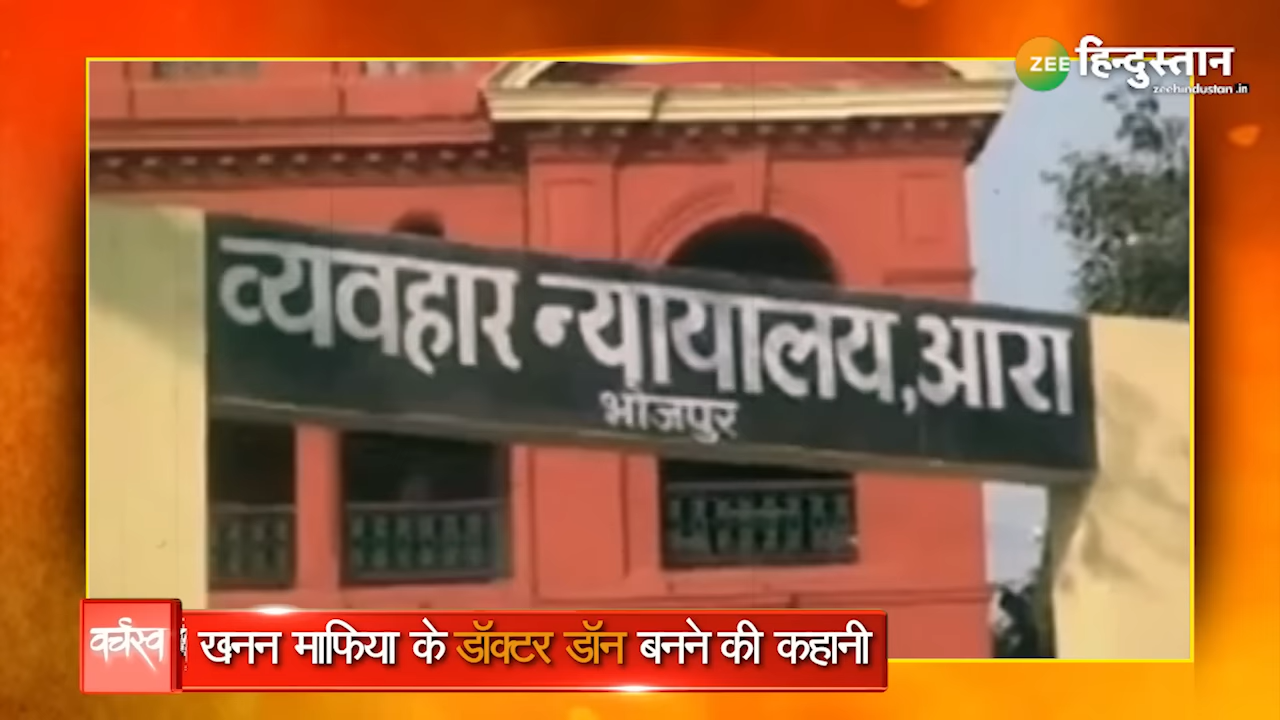 ZEE हिन्दुस्तान
zeehindustan.in
व्यवहार न्यायालय,आरा
भोजपुर
वर्चस्व
खनन माफिया के डॉक्टर डॉन बनने की कहानी